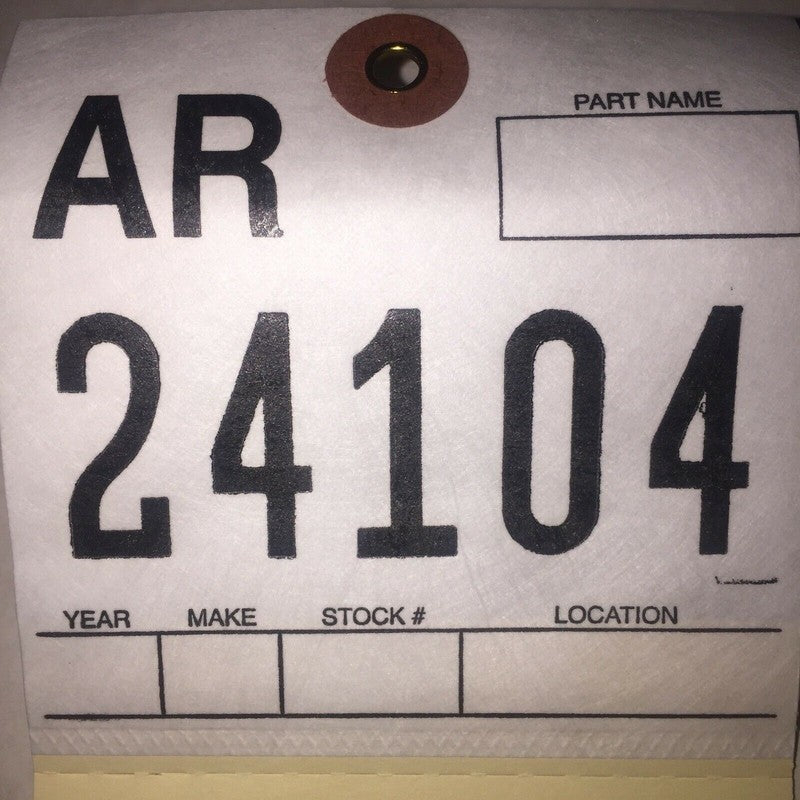 AR
PART NAME
24104
YEAR MAKE STOCK # LOCATION